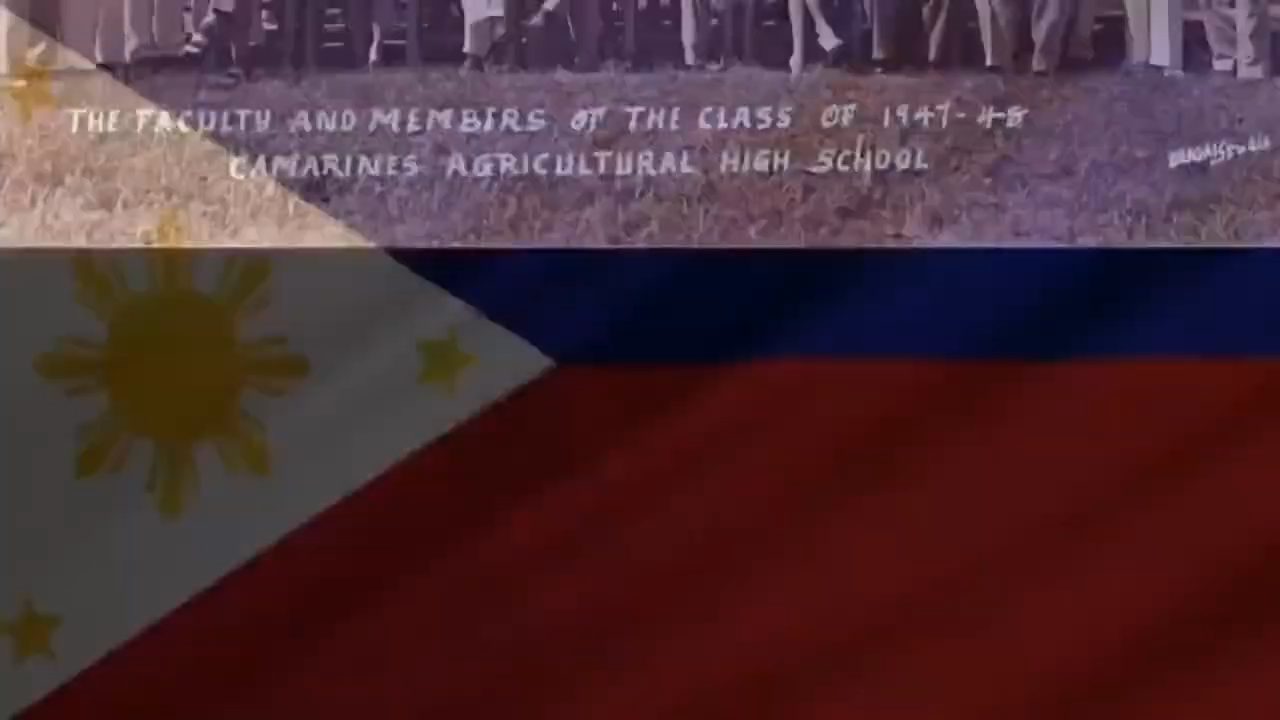 THE FACULTY AND MEMBERS OF THE CLASS OF 1947-48
CAMARINES AGRICULTURAL HIGH SCHOOL